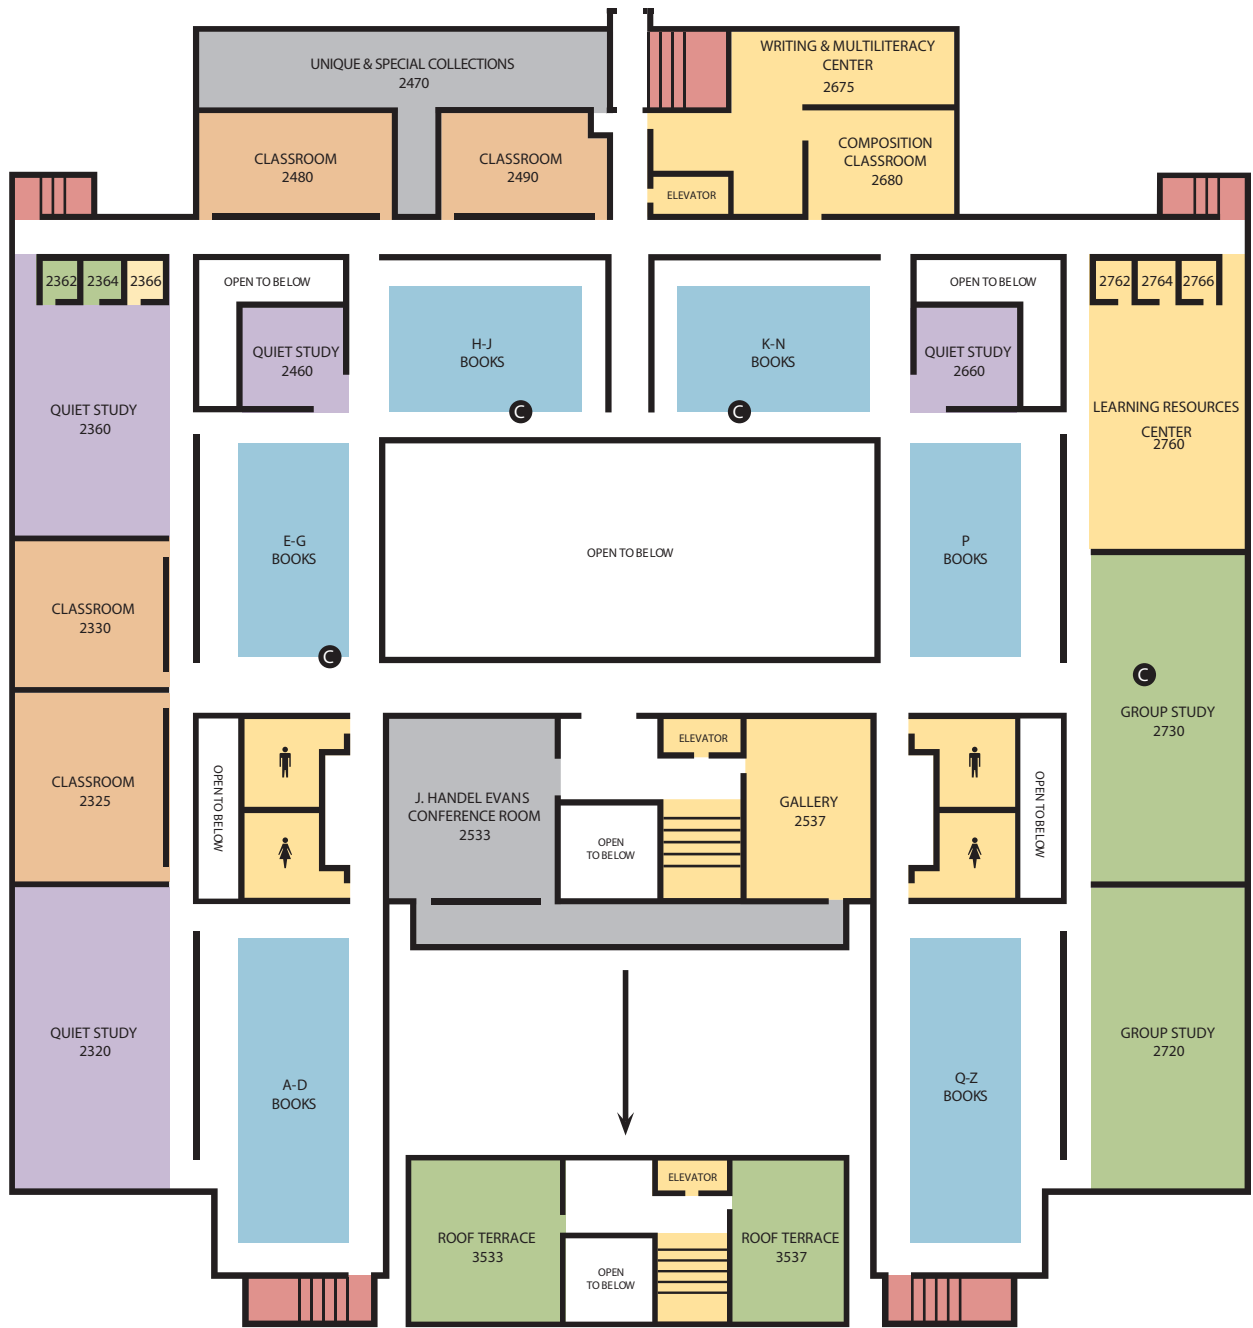 UNIQUE & SPECIAL COLLECTIONS
2470
WRITING & MULTILITERACY
CENTER
2675
CLASSROOM
2480
CLASSROOM
2490
COMPOSITION
CLASSROOM
2680
ELEVATOR
2362
2364
2366
OPEN TO BELOW
OPEN TO BELOW
2762
2764
2766
QUIET STUDY
2460
H-J
BOOKS
K-N
BOOKS
QUIET STUDY
2660
QUIET STUDY
2360
LEARNING RESOURCES
CENTER
2760
C
C
E-G
BOOKS
OPEN TO BELOW
P
BOOKS
CLASSROOM
2330
C
C
GROUP STUDY
2730
CLASSROOM
2325
OPEN TO BELOW
ELEVATOR
J. HANDEL EVANS
CONFERENCE ROOM
2533
GALLERY
2537
OPEN
TO BELOW
OPEN TO BELOW
QUIET STUDY
2320
A-D
BOOKS
Q-Z
BOOKS
GROUP STUDY
2720
ELEVATOR
ROOF TERRACE
3533
ROOF TERRACE
3537
OPEN
TO BELOW